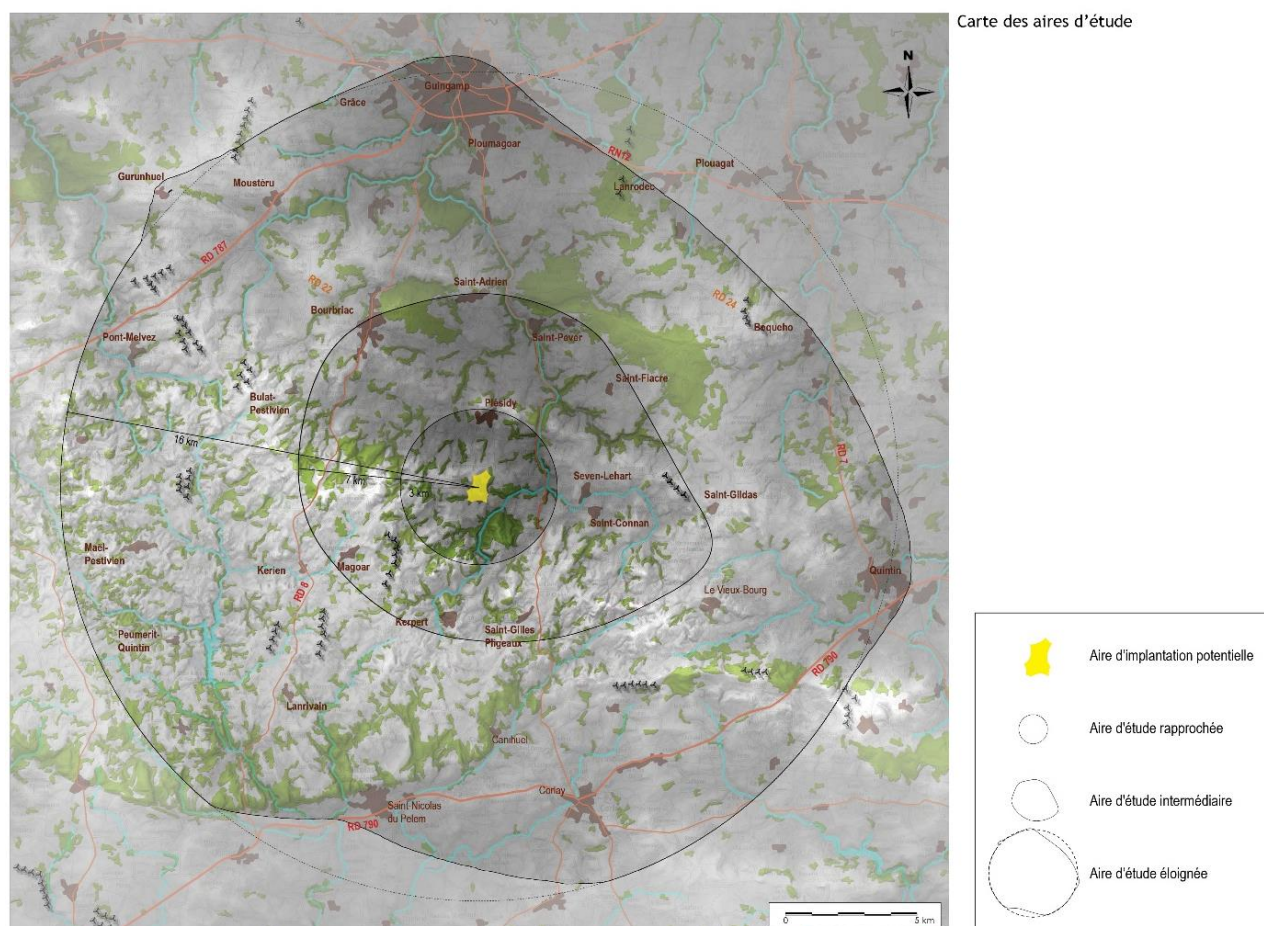 Carte des aires d'étude
N
Guingamp
Grâce
Ploumagoar
RN12
Plouagat
Gurunhuel
Moustéru
Lanrodec
RD 787
Saint-Adrien
RD 22
RD 24
Bourbriac
Boqueho
Pont-Melvez
Saint-Péver
Saint-Fiacre
Bulat-
Pestivien
Plésidy
16 km
RD 7
7 km
3 km
Seven-Lehart
Saint-Gildas
Saint-Connan
Mael-
Pestivien
Kerien
Magoar
Quintin
RD 8
Le Vieux-Bourg
Kerpert
Saint-Gilles
Pligeaux
Peumerit-
Quintin
RD 790
Lanrivain
Canihuel
Corlay
Saint Nicolas
du Pelem
RD 790
5 km
0
Aire d'implantation potentielle
Aire d'étude rapprochée
Aire d'étude intermédiaire
Aire d'étude éloignée